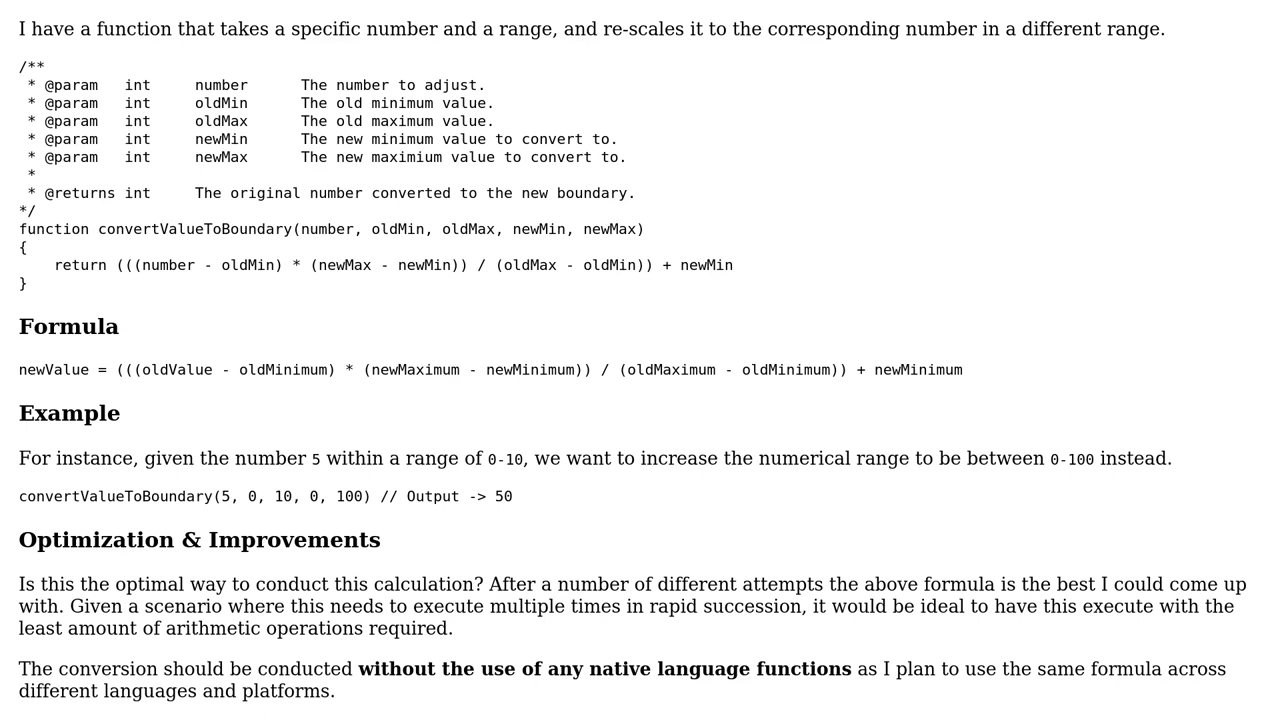 I have a function that takes a specific number and a range, and re-scales it to the corresponding number in a different range.
/**
 * @param   int     number      The number to adjust.
 * @param   int     oldMin      The old minimum value.
 * @param   int     oldMax      The old maximum value.
 * @param   int     newMin      The new minimum value to convert to.
 * @param   int     newMax      The new maximium value to convert to.
 *
 * @returns int     The original number converted to the new boundary.
*/
function convertValueToBoundary(number, oldMin, oldMax, newMin, newMax)
{
    return (((number - oldMin) * (newMax - newMin)) / (oldMax - oldMin)) + newMin
}
Formula
newValue = (((oldValue - oldMinimum) * (newMaximum - newMinimum)) / (oldMaximum - oldMinimum)) + newMinimum
Example
For instance, given the number 5 within a range of 0-10, we want to increase the numerical range to be between 0-100 instead.
convertValueToBoundary(5, 0, 10, 0, 100) // Output -> 50
Optimization & Improvements
Is this the optimal way to conduct this calculation? After a number of different attempts the above formula is the best I could come up
with. Given a scenario where this needs to execute multiple times in rapid succession, it would be ideal to have this execute with the
least amount of arithmetic operations required.
The conversion should be conducted without the use of any native language functions as I plan to use the same formula across
different languages and platforms.